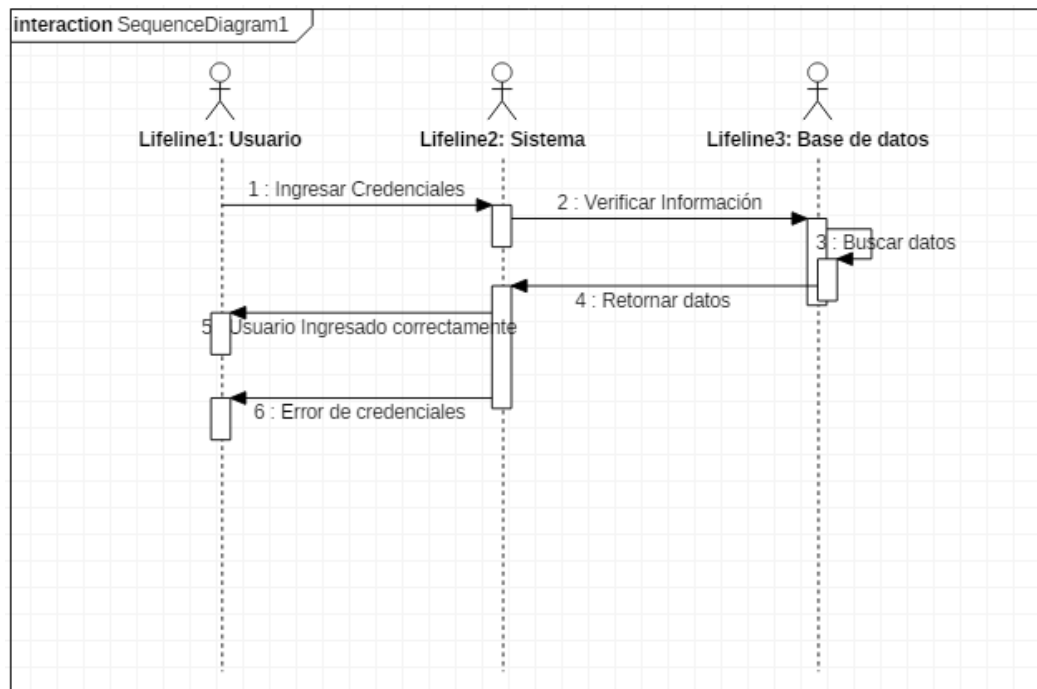 interaction SequenceDiagram1
Lifeline1: Usuario
Lifeline2: Sistema
Lifeline3: Base de datos
1 : Ingresar Credenciales
2 : Verificar Información
3 : Buscar datos
4 : Retornar datos
5 : Usuario Ingresado correctamente
6 : Error de credenciales